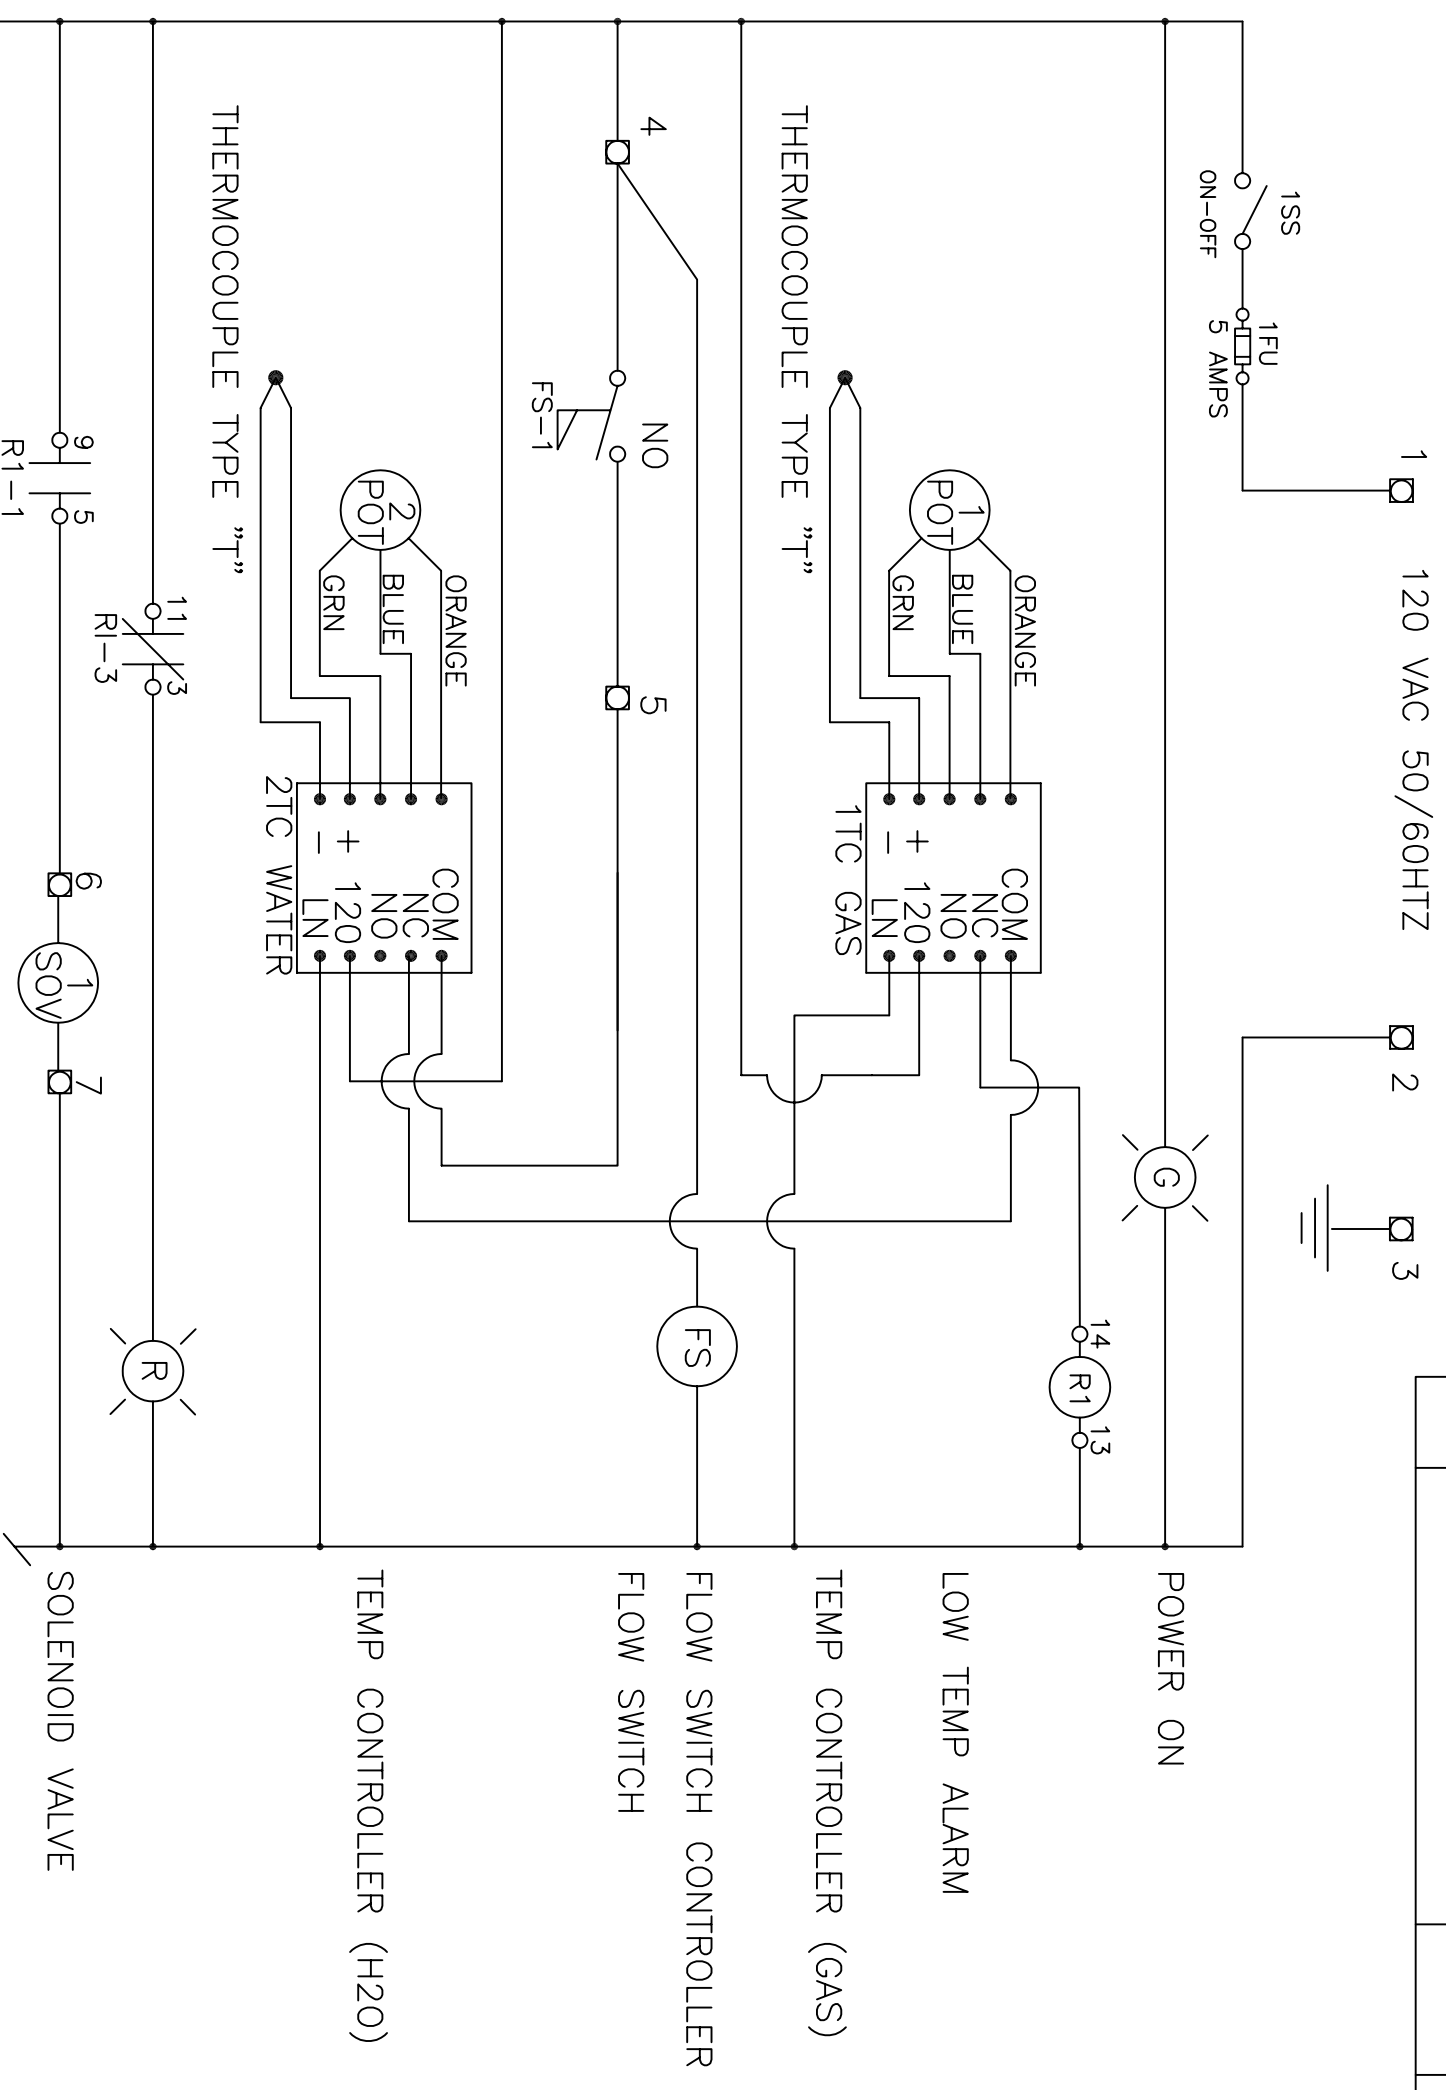 1
120 VAC 50/60HTZ
2
3
1SS
ON-OFF
1FU
5 AMPS
G
POWER ON
14
R1
13
LOW TEMP ALARM
THERMOCOUPLE TYPE "T"
1
POT
ORANGE
BLUE
GRN
COM
NC
NO
+ 120
- LN
1TC GAS
TEMP CONTROLLER (GAS)
FS
FLOW SWITCH CONTROLLER
4
NO
FS-1
5
FLOW SWITCH
THERMOCOUPLE TYPE "T"
2
POT
ORANGE
BLUE
GRN
COM
NC
NO
+ 120
- LN
2TC WATER
TEMP CONTROLLER (H2O)
11
3
RI-3
R
9
5
R1-1
6
1
SOV
7
SOLENOID VALVE